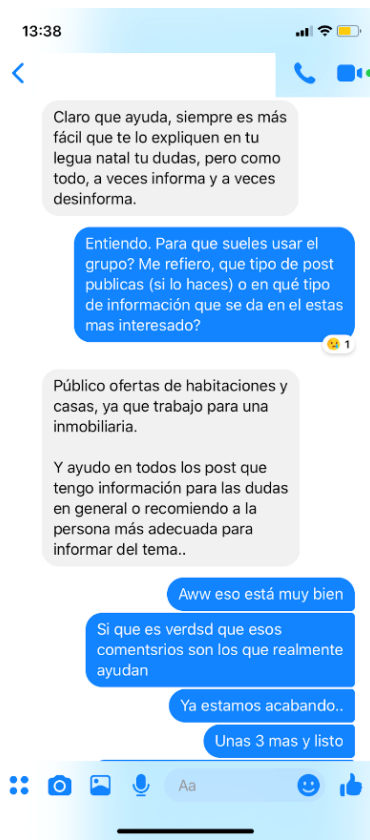 13:38
Claro que ayuda, siempre es más
fácil que te lo expliquen en tu
legua natal tu dudas, pero como
todo, a veces informa y a veces
desinforma.
Entiendo. Para que sueles usar el
grupo? Me refiero, que tipo de post
publicas (si lo haces) o en qué tipo
de información que se da en el estas
mas interesado?
1
Público ofertas de habitaciones y
casas, ya que trabajo para una
inmobiliaria.
Y ayudo en todos los post que
tengo información para las dudas
en general o recomiendo a la
persona más adecuada para
informar del tema..
Aww eso está muy bien
Si que es verdsd que esos
comentsrios son los que realmente
ayudan
Ya estamos acabando..
Unas 3 mas y listo
Aa